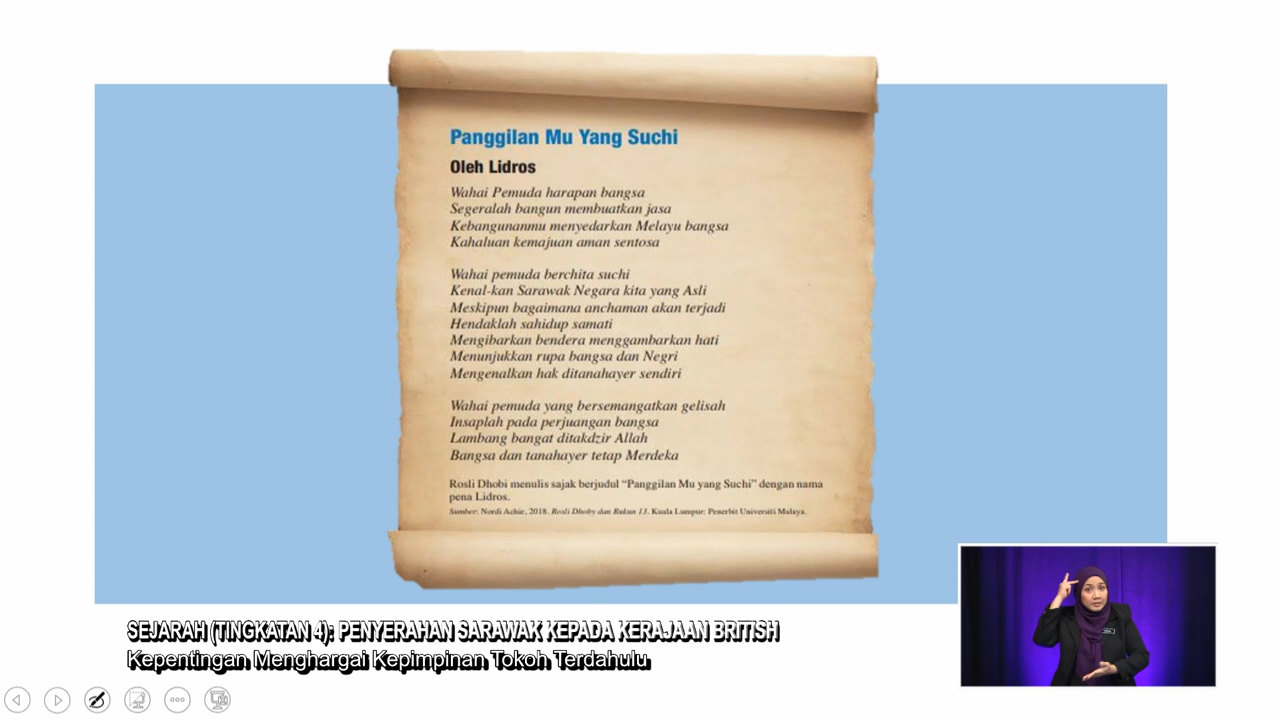 Panggilan Mu Yang Suchi
Oleh Lidros
Wahai Pemuda harapan bangsa
Segeralah bangun membuatkan jasa
Kebangunanmu menyedarkan Melayu bangsa
Kahaluan kemajuan aman sentosa
Wahai pemuda berchita suchi
Kenal-kan Sarawak Negara kita yang Asli
Meskipun bagaimana anchaman akan terjadi
Hendaklah sahidup samati
Mengibarkan bendera menggambarkan hati
Menunjukkan rupa bangsa dan Negri
Mengenalkan hak ditanahayer sendiri
Wahai pemuda yang bersemangatkan gelisah
Insaplah pada perjuangan bangsa
Lambang bangat ditakdzir Allah
Bangsa dan tanahayer tetap Merdeka
Rosli Dhobi menulis sajak berjudul “Panggilan Mu yang Suchi” dengan nama
pena Lidros.
Sumber: Nordi Achie, 2018. Rosli Dhoby dan Rukun 13. Kuala Lumpur: Penerbit Universiti Malaya.
SEJARAH (TINGKATAN 4): PENYERAHAN SARAWAK KEPADA KERAJAAN BRITISH
Kepentingan Menghargai Kepimpinan Tokoh Terdahulu